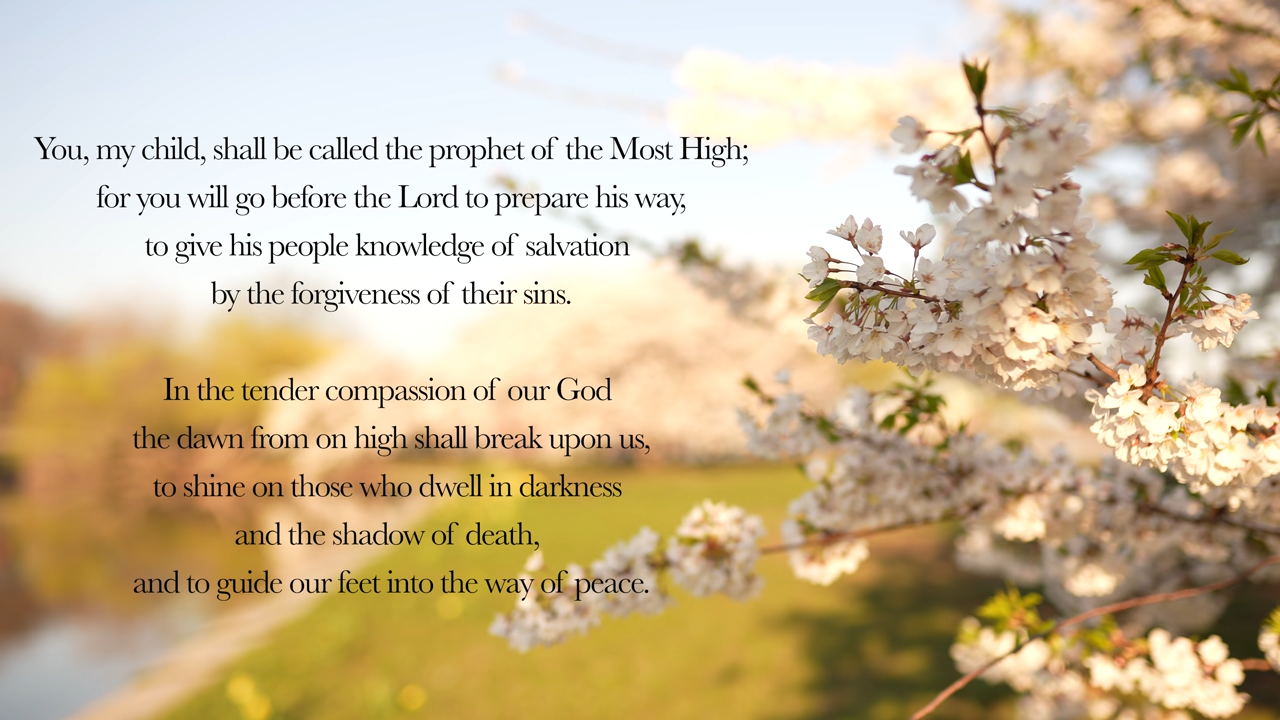 You, my child, shall be called the prophet of the Most High;
for you will go before the Lord to prepare his way,
to give his people knowledge of salvation
by the forgiveness of their sins.
In the tender compassion of our God
the dawn from on high shall break upon us,
to shine on those who dwell in darkness
and the shadow of death,
and to guide our feet into the way of peace.